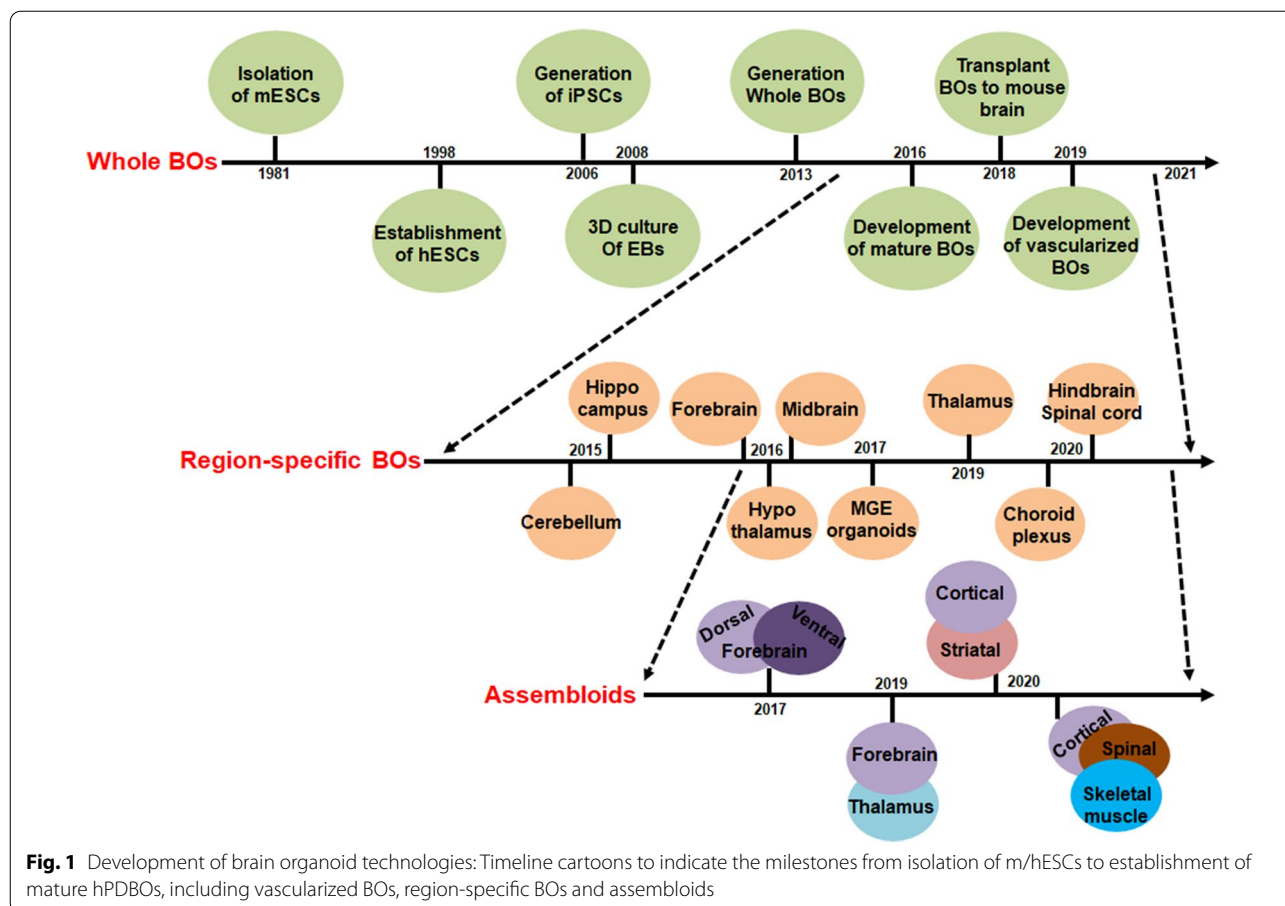 Isolation
of mESCs
Generation
of iPSCs
Generation
Whole BOs
Transplant
BOs to mouse
brain
Whole BOs
1981
1998
2006
2008
2013
2016
2018
2019
2021
Establishment
of hESCs
3D culture
Of EBs
Development
of mature BOs
Development
of vascularized
BOs
Hippo
campus
Forebrain
Midbrain
Thalamus
Hindbrain
Spinal cord
Region-specific BOs
2015
2016
2017
2019
2020
Cerebellum
Hypo
thalamus
MGE
organoids
Choroid
plexus
Dorsal
Ventral
Forebrain
Cortical
Striatal
Assembloids
2017
2019
2020
Forebrain
Thalamus
Cortical
Spinal
Skeletal
muscle
Fig. 1 Development of brain organoid technologies: Timeline cartoons to indicate the milestones from isolation of m/hESCs to establishment of
mature hPDBOs, including vascularized BOs, region-specific BOs and assembloids